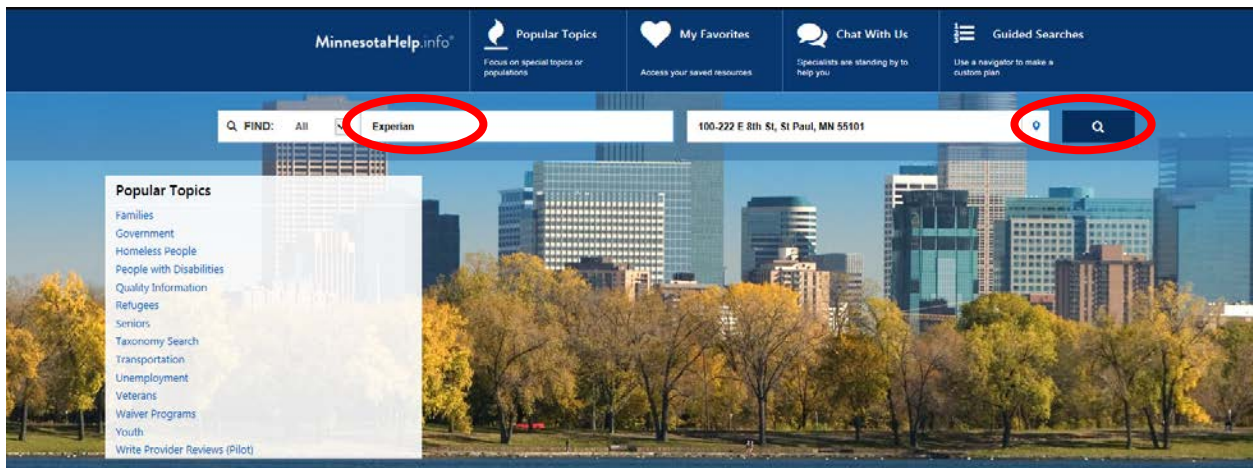 MinnesotaHelp.info®
Popular Topics
Focus on special topics or
populations
My Favorites
Access your saved resources
Chat With Us
Specialists are standing by to
help you
Guided Searches
Use a navigator to make a
custom plan
FIND: All Experian
100-222 E 8th St, St Paul, MN 55101
Popular Topics
Families
Government
Homeless People
People with Disabilities
Quality Information
Refugees
Seniors
Taxonomy Search
Transportation
Unemployment
Veterans
Waiver Programs
Youth
Write Provider Reviews (Pilot)